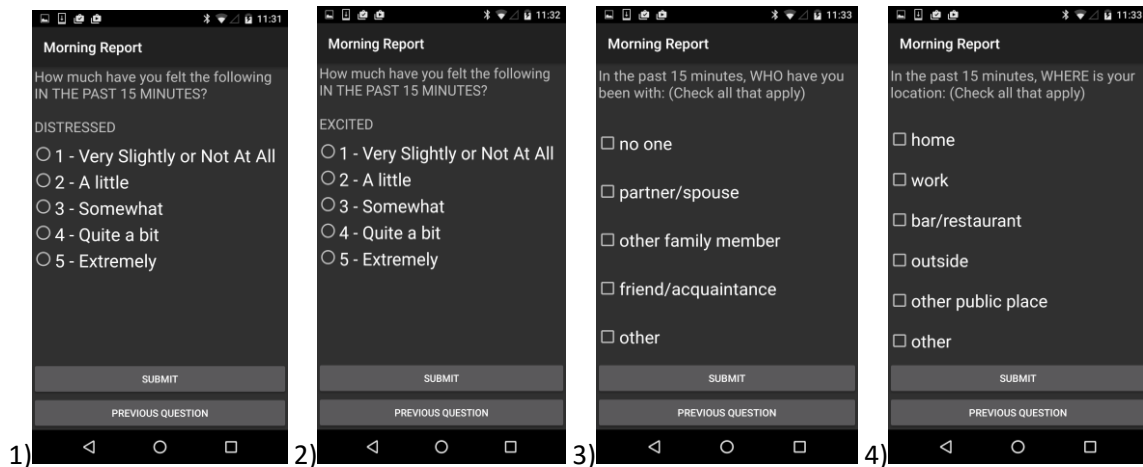 11:31
Morning Report
How much have you felt the following
IN THE PAST 15 MINUTES?
DISTRESSED
1 - Very Slightly or Not At All
2 - A little
3 - Somewhat
4 - Quite a bit
5 - Extremely
SUBMIT
PREVIOUS QUESTION
1)
11:32
Morning Report
How much have you felt the following
IN THE PAST 15 MINUTES?
EXCITED
1 - Very Slightly or Not At All
2 - A little
3 - Somewhat
4 - Quite a bit
5 - Extremely
SUBMIT
PREVIOUS QUESTION
2)
11:33
Morning Report
In the past 15 minutes, WHO have you
been with: (Check all that apply)
no one
partner/spouse
other family member
friend/acquaintance
other
SUBMIT
PREVIOUS QUESTION
3)
11:33
Morning Report
In the past 15 minutes, WHERE is your
location: (Check all that apply)
home
work
bar/restaurant
outside
other public place
other
SUBMIT
PREVIOUS QUESTION
4)